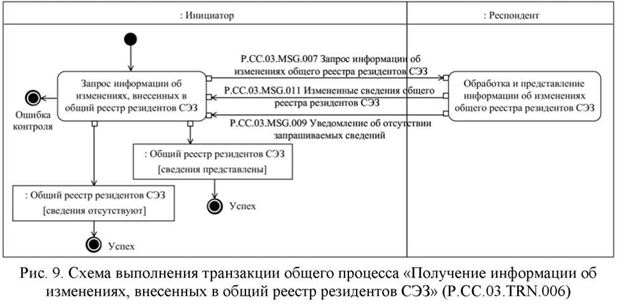 : Инициатор
: Респондент
P.CC.03.MSG.007 Запрос информации об
изменениях общего реестра резидентов СЭЗ
Запрос информации об
изменениях, внесенных в
общий реестр резидентов СЭЗ
P.CC.03.MSG.011 Измененные сведения общего
реестра резидентов СЭЗ
Обработка и представление
информации об изменениях
общего реестра резидентов СЭЗ
Ошибка
контроля
P.CC.03.MSG.009 Уведомление об отсутствии
запрашиваемых сведений
: Общий реестр резидентов СЭЗ
[сведения представлены]
: Общий реестр резидентов СЭЗ
[сведения отсутствуют]
Успех
Успех
Рис. 9. Схема выполнения транзакции общего процесса «Получение информации об
изменениях, внесенных в общий реестр резидентов СЭЗ» (P.CC.03.TRN.006)